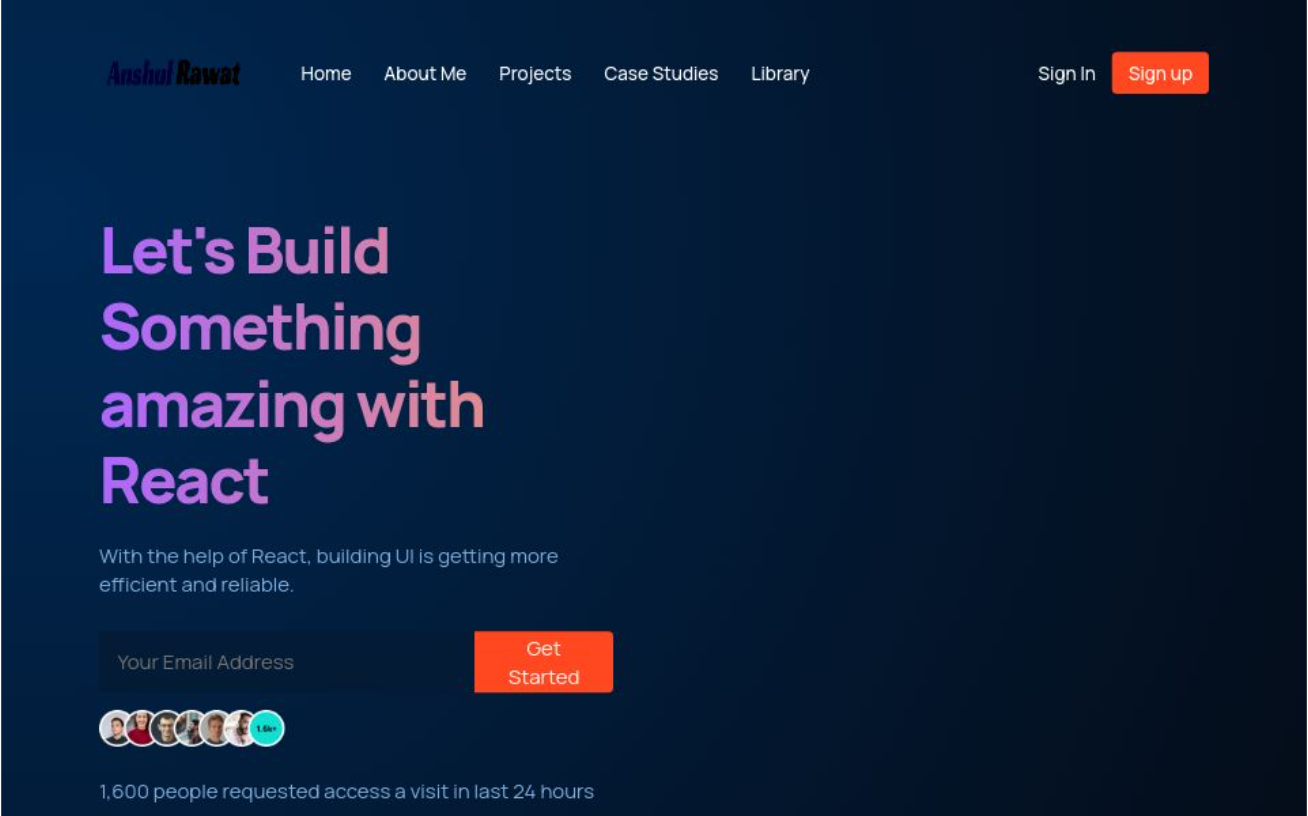 Anshul Rawat
Home About Me Projects Case Studies Library
Sign In Sign up
Let's Build
Something
amazing with
React
With the help of React, building UI is getting more
efficient and reliable.
Your Email Address
Get
Started
1.6k+
1,600 people requested access a visit in last 24 hours